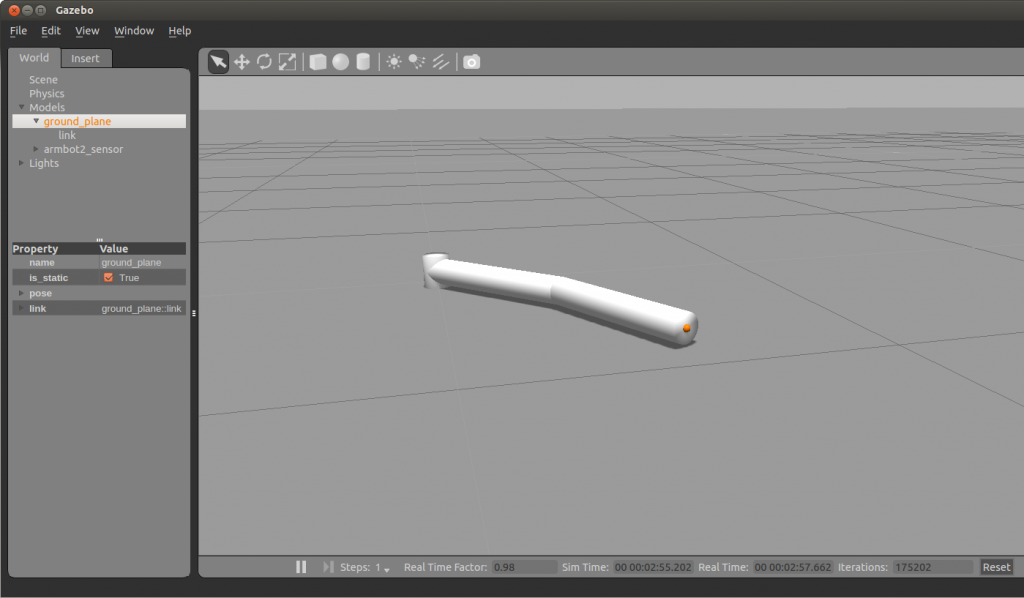 Gazebo
File Edit View Window Help
World Insert
Scene
Physics
Models
ground_plane
link
armbot2_sensor
Lights
Property Value
name ground_plane
is_static True
pose
link ground_plane::link
Steps: 1 Real Time Factor: 0.98 Sim Time: 00 00:02:55.202 Real Time: 00 00:02:57.662 Iterations: 175202 Reset